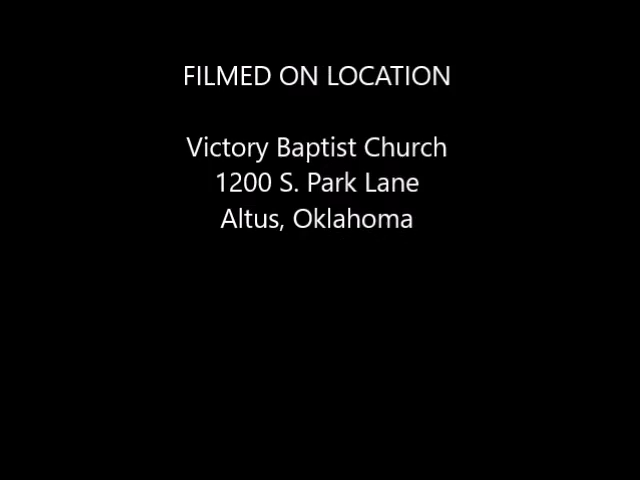 FILMED ON LOCATION
Victory Baptist Church
1200 S. Park Lane
Altus, Oklahoma